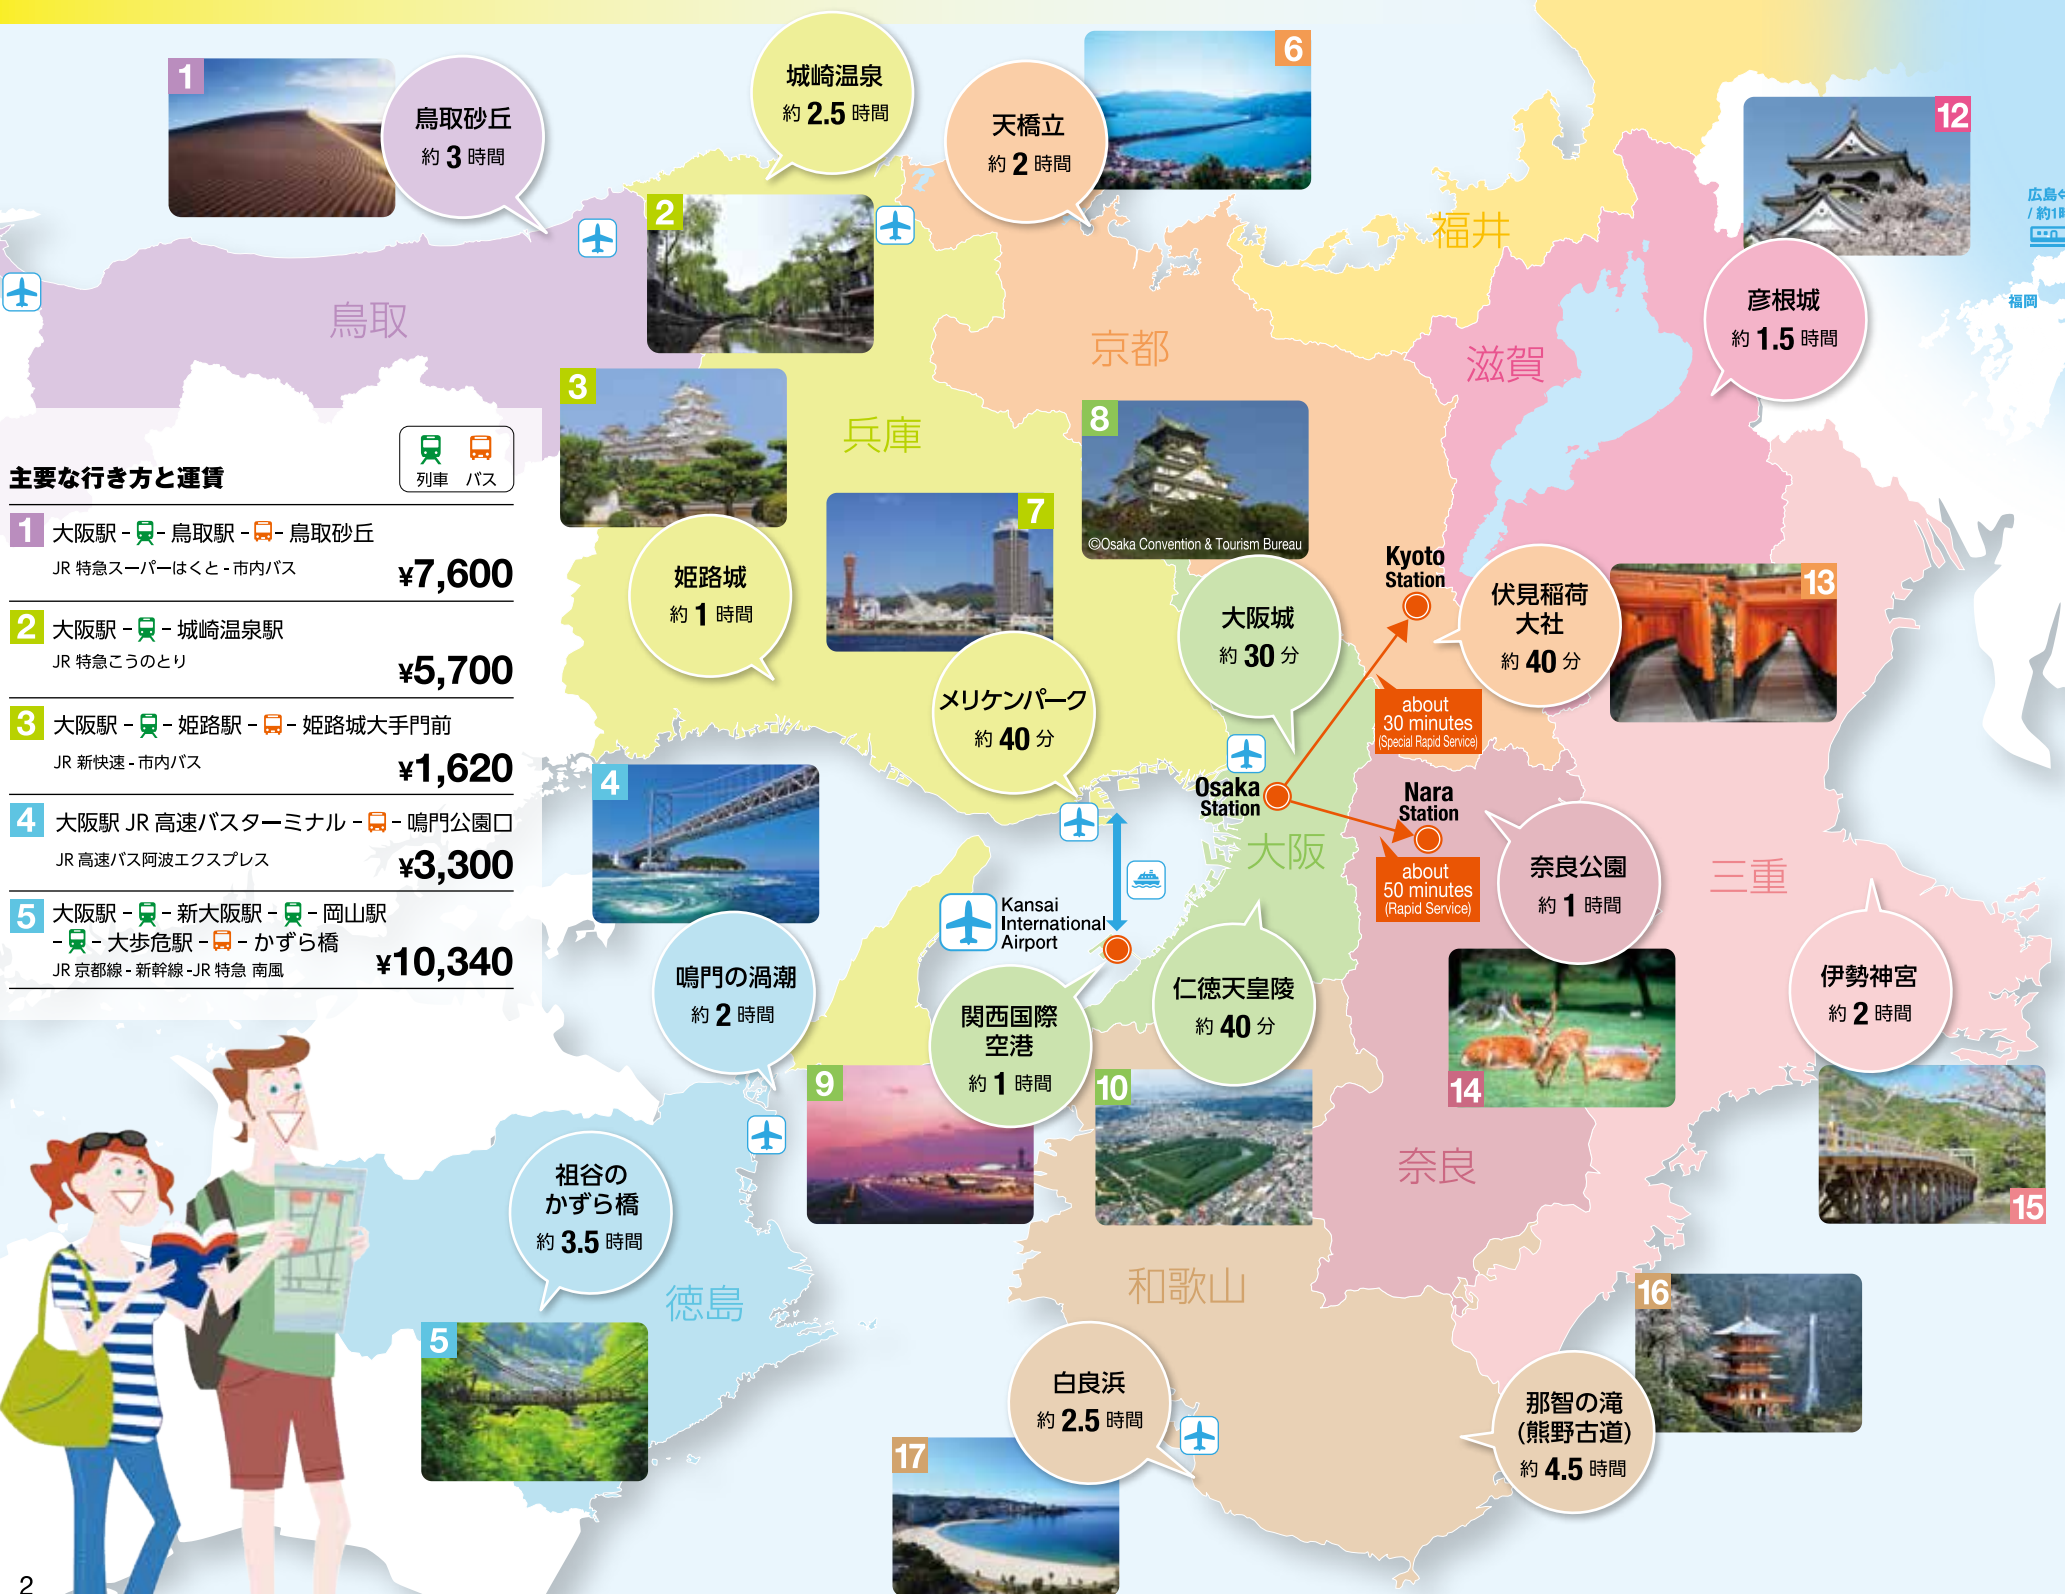 1
鳥取砂丘
約 3 時間
城崎温泉
約 2.5 時間
2
天橋立
約 2 時間
6
12
彦根城
約 1.5 時間
福岡
福井
鳥取
京都
滋賀
兵庫
3
姫路城
約 1 時間
7
メリケンパーク
約 40 分
8
©Osaka Convention & Tourism Bureau
大阪城
約 30 分
Kyoto
Station
伏見稲荷
大社
約 40 分
13
about
30 minutes
(Special Rapid Service)
Osaka
Station
Nara
Station
about
50 minutes
(Rapid Service)
大阪
奈良公園
約 1 時間
14
三重
伊勢神宮
約 2 時間
15
主要な行き方と運賃
列車 バス
1 大阪駅 - - 鳥取駅 - - 鳥取砂丘
JR 特急スーパーはくと - 市内バス
¥7,600
2 大阪駅 - - 城崎温泉駅
JR 特急こうのとり
¥5,700
3 大阪駅 - - 姫路駅 - - 姫路城大手門前
JR 新快速 - 市内バス
¥1,620
4 大阪駅 JR 高速バスターミナル - - 鳴門公園口
JR 高速バス阿波エクスプレス
¥3,300
5 大阪駅 - - 新大阪駅 - - 岡山駅
- - 大歩危駅 - - かずら橋
JR 京都線 - 新幹線 -JR 特急 南風
¥10,340
4
鳴門の渦潮
約 2 時間
Kansai
International
Airport
関西国際
空港
約 1 時間
9
仁徳天皇陵
約 40 分
10
奈良
祖谷の
かずら橋
約 3.5 時間
5
徳島
和歌山
白良浜
約 2.5 時間
17
16
那智の滝
(熊野古道)
約 4.5 時間
2